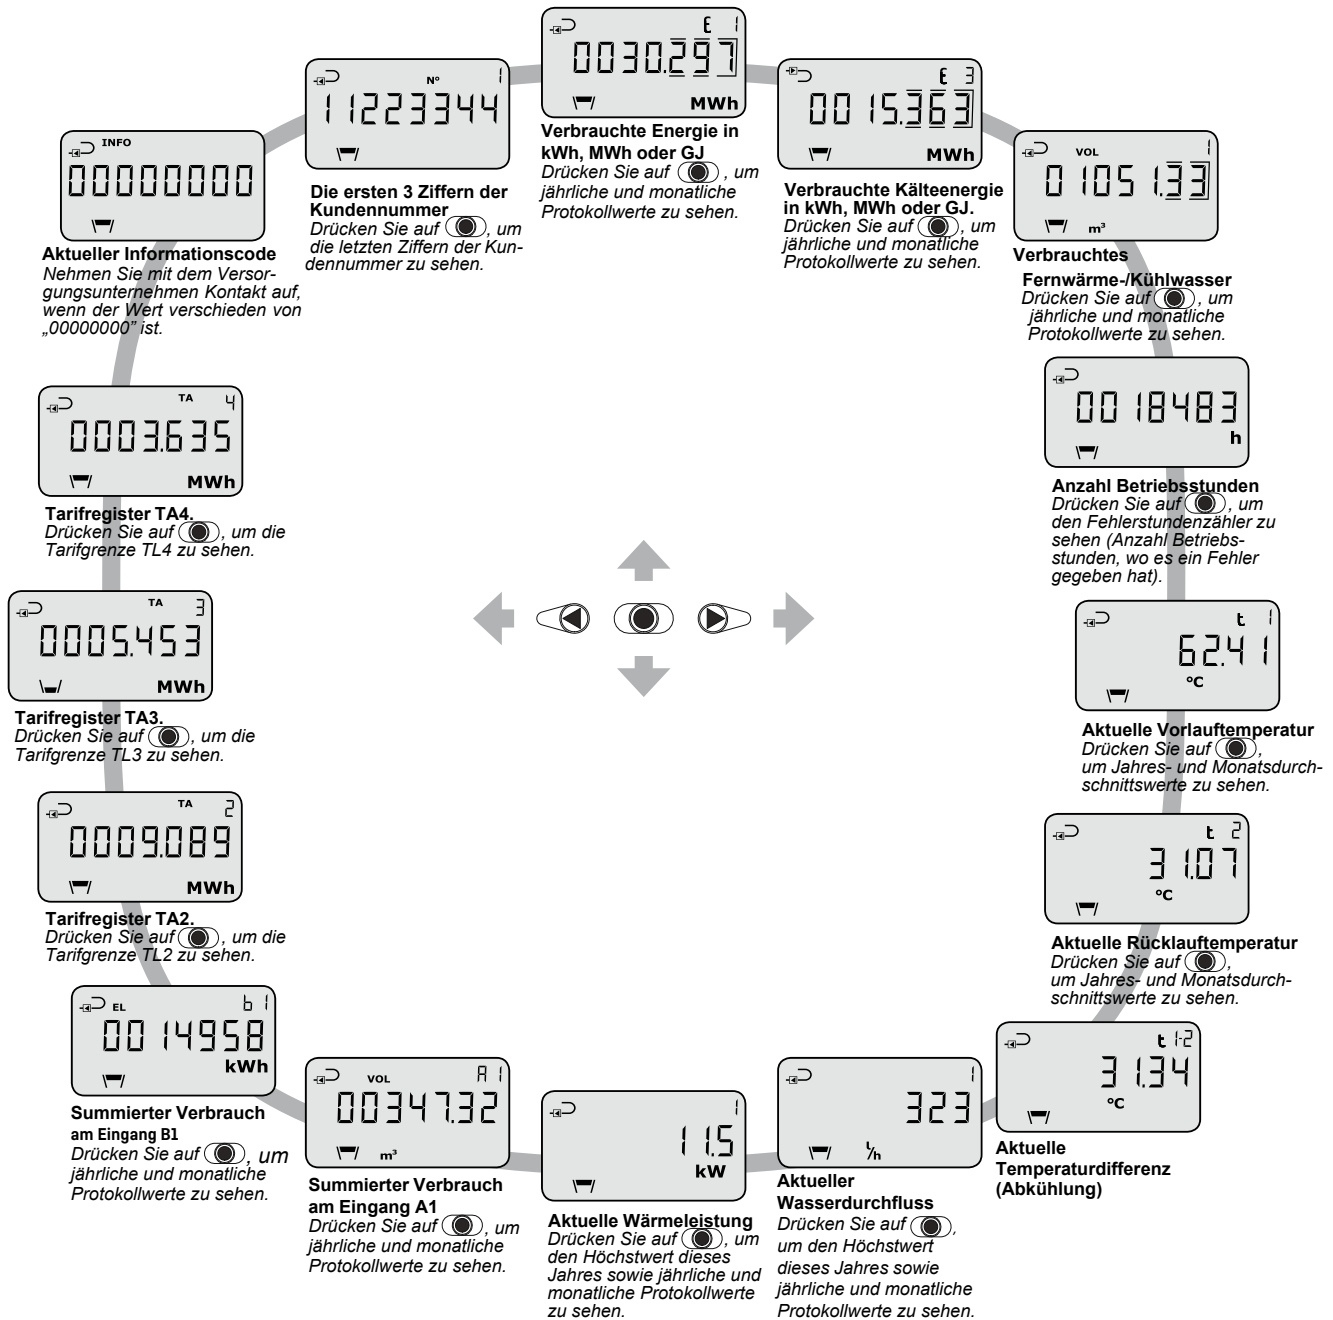 E 1
0030.297
MWh
Verbrauchte Energie in
kWh, MWh oder GJ
Drücken Sie auf , um
jährliche und monatliche
Protokollwerte zu sehen.
E 3
0015.363
MWh
Verbrauchte Kälteenergie
in kWh, MWh oder GJ.
Drücken Sie auf , um
jährliche und monatliche
Protokollwerte zu sehen.
VOL 1
01051.33
m³
Verbrauchtes
Fernwärme-/Kühlwasser
Drücken Sie auf , um
jährliche und monatliche
Protokollwerte zu sehen.
0018483
h
Anzahl Betriebsstunden
Drücken Sie auf , um
den Fehlerstundenzähler zu
sehen (Anzahl Betriebs-
stunden, wo es ein Fehler
gegeben hat).
t 1
62.41
°C
Aktuelle Vorlauftemperatur
Drücken Sie auf ,
um Jahres- und Monatsdurch-
schnittswerte zu sehen.
t 2
31.07
°C
Aktuelle Rücklauftemperatur
Drücken Sie auf ,
um Jahres- und Monatsdurch-
schnittswerte zu sehen.
t 1-2
31.34
°C
Aktuelle
Temperaturdifferenz
(Abkühlung)
1
323
l/h
Aktueller
Wasserdurchfluss
Drücken Sie auf ,
um den Höchstwert
dieses Jahres sowie
jährliche und monatliche
Protokollwerte zu sehen.
1
11.5
kW
Aktuelle Wärmeleistung
Drücken Sie auf , um
den Höchstwert dieses
Jahres sowie jährliche und
monatliche Protokollwerte
zu sehen.
VOL A 1
00347.32
m³
Summierter Verbrauch
am Eingang A1
Drücken Sie auf , um
jährliche und monatliche
Protokollwerte zu sehen.
EL b 1
0014958
kWh
Summierter Verbrauch
am Eingang B1
Drücken Sie auf , um
jährliche und monatliche
Protokollwerte zu sehen.
TA 2
0009.089
MWh
Tarifregister TA2.
Drücken Sie auf , um die
Tarifgrenze TL2 zu sehen.
TA 3
0005.453
MWh
Tarifregister TA3.
Drücken Sie auf , um die
Tarifgrenze TL3 zu sehen.
TA 4
0003.635
MWh
Tarifregister TA4.
Drücken Sie auf , um die
Tarifgrenze TL4 zu sehen.
INFO
00000000
Aktueller Informationscode
Nehmen Sie mit dem Versor-
gungsunternehmen Kontakt auf,
wenn der Wert verschieden von
„00000000” ist.
N° 1
11223344
Die ersten 3 Ziffern der
Kundennummer
Drücken Sie auf , um
die letzten Ziffern der Kun-
dennummer zu sehen.